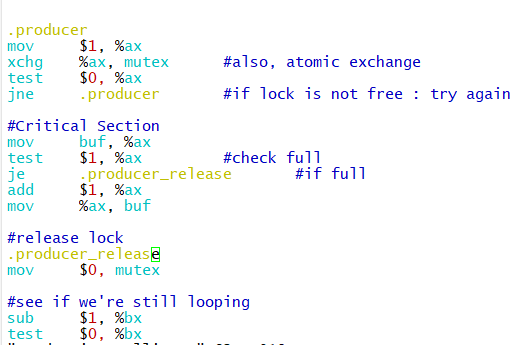 .producer
mov $1, %ax
xchg %ax, mutex #also, atomic exchange
test $0, %ax
jne .producer #if lock is not free : try again
#Critical Section
mov buf, %ax
test $1, %ax #check full
je .producer_release #if full
add $1, %ax
mov %ax, buf
#release lock
.producer_release
mov $0, mutex
#see if we're still looping
sub $1, %bx
test $0, %bx